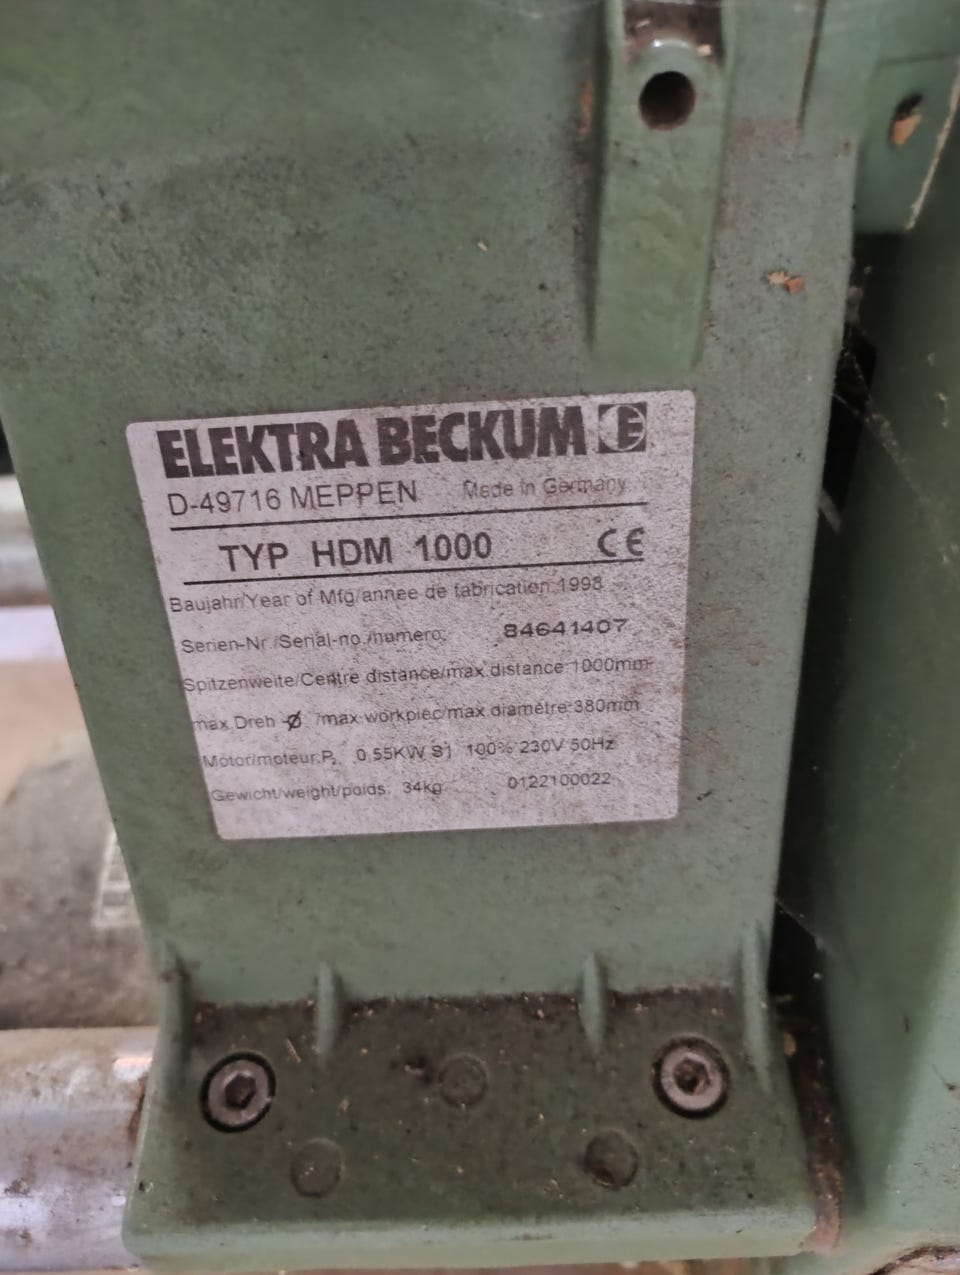 ELEKTRA BECKUM E
D-49716 MEPPEN Made in Germany
TYP HDM 1000 CE
Baujahr/Year of Mfg/annee de fabrication:1998
Serien-Nr./Serial-no./numero: 84641407
Spitzenweite/Centre distance/max.distance:1000mm
max.Dreh-Ø /max.workpiec/max.diamétre:380mm
Motor/moteur:P₂ 0,55KW S1 100% 230V 50Hz
Gewicht/weight/poids: 34kg 0122100022